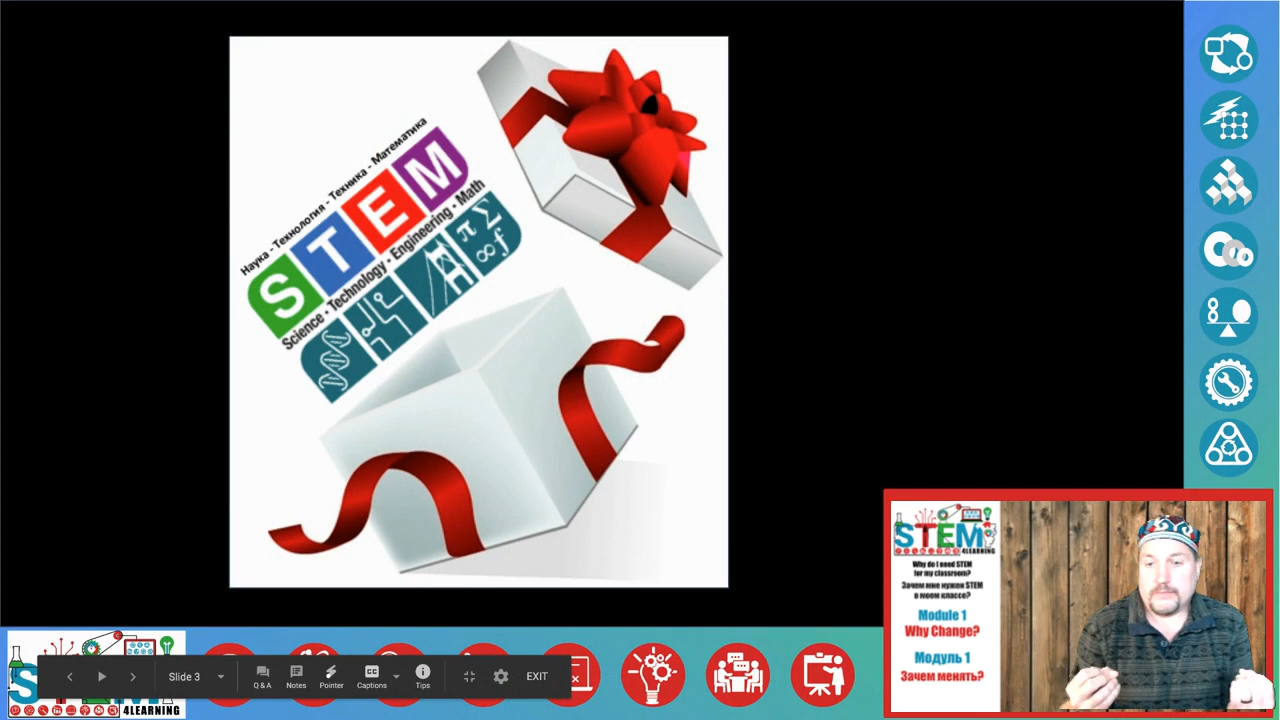 Наука - Технология - Техника - Математика
STEM
Science • Technology • Engineering • Math
π Σ
∞ f
STEM
4LEARNING
Why do I need STEM
for my classroom?
Зачем мне нужен STEM
в моем классе?
Module 1
Why Change?
Модуль 1
Зачем менять?
Slide 3
Q & A
Notes
Pointer
CC
Captions
Tips
EXIT
4LEARNING